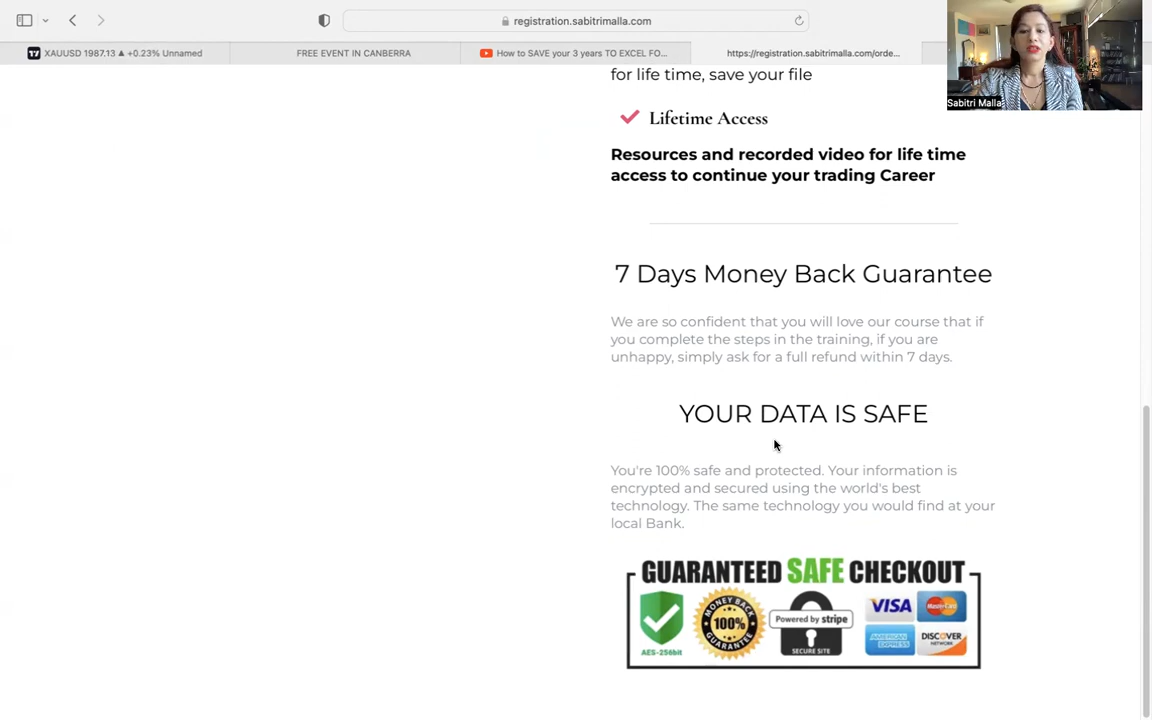 registration.sabitrimalla.com
XAUUSD 1987.13 ▲ +0.23% Unnamed
FREE EVENT IN CANBERRA
How to SAVE your 3 years TO EXCEL FO...
https://registration.sabitrimalla.com/orde...
Sabitri Malla
for life time, save your file
Lifetime Access
Resources and recorded video for life time
access to continue your trading Career
7 Days Money Back Guarantee
We are so confident that you will love our course that if
you complete the steps in the training, if you are
unhappy, simply ask for a full refund within 7 days.
YOUR DATA IS SAFE
You're 100% safe and protected. Your information is
encrypted and secured using the world's best
technology. The same technology you would find at your
local Bank.
GUARANTEED SAFE CHECKOUT
AES-256bit
MONEY BACK
100%
GUARANTEE
Powered by stripe
SECURE SITE
VISA
MasterCard
AMERICAN EXPRESS
DISCOVER
NETWORK